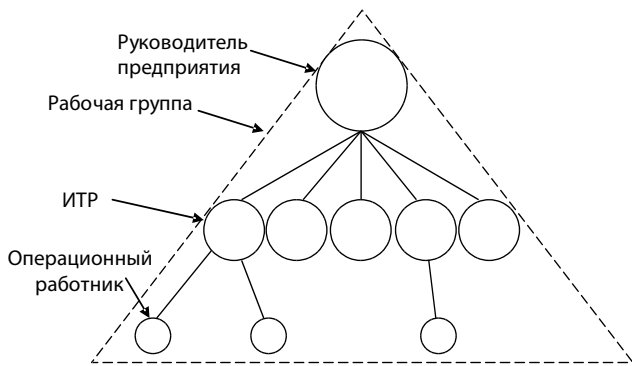 Руководитель
предприятия
Рабочая группа
ИТР
Операционный
работник